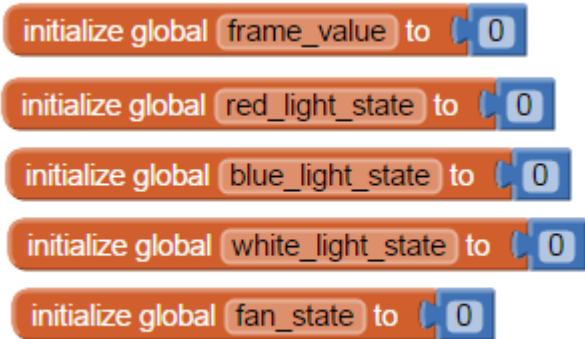 initialize global frame_value to 0
initialize global red_light_state to 0
initialize global blue_light_state to 0
initialize global white_light_state to 0
initialize global fan_state to 0